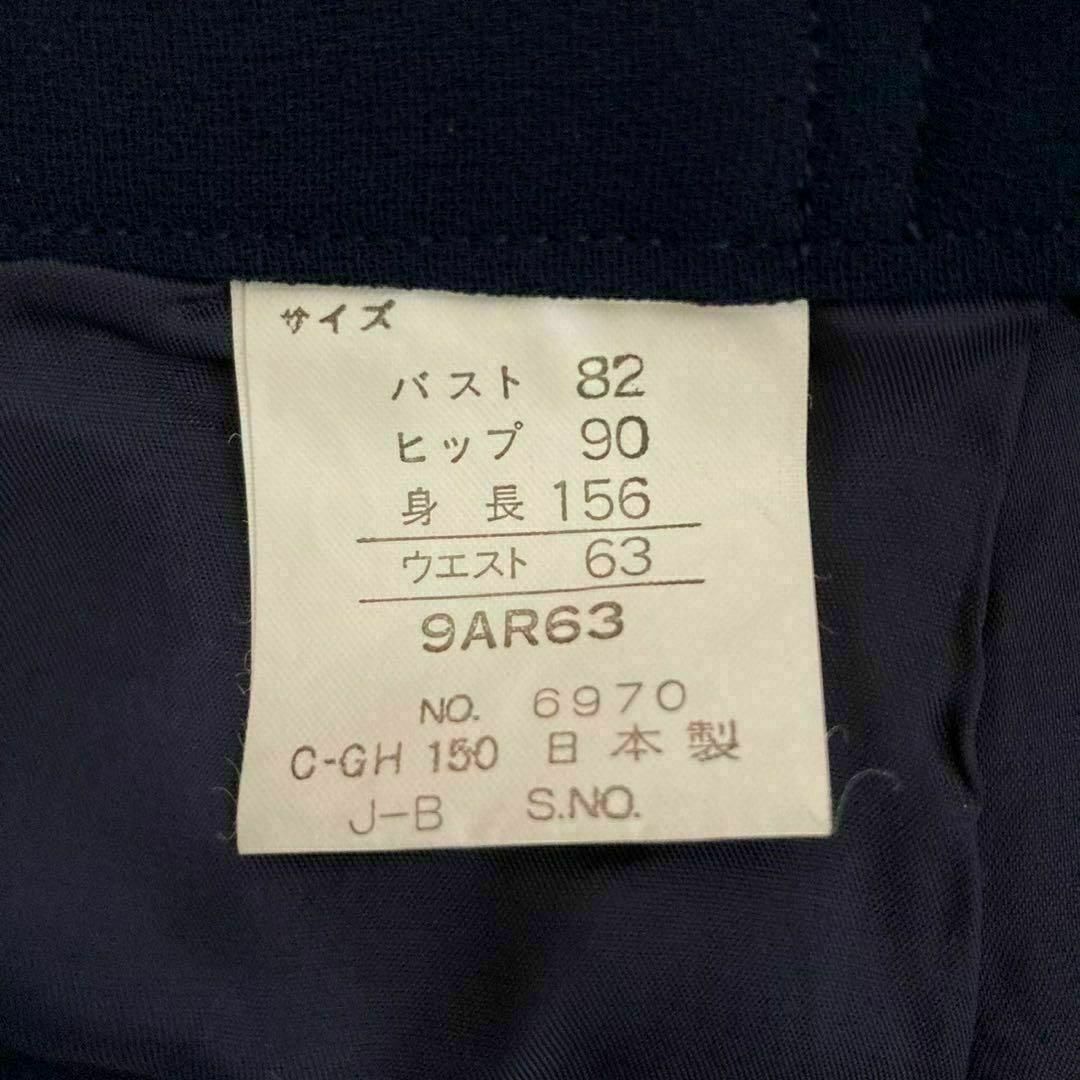 サイズ
バスト 82
ヒップ 90
身長 156
ウエスト 63
9AR63
NO. 6970
C-GH 150 日本製
J-B S.NO.